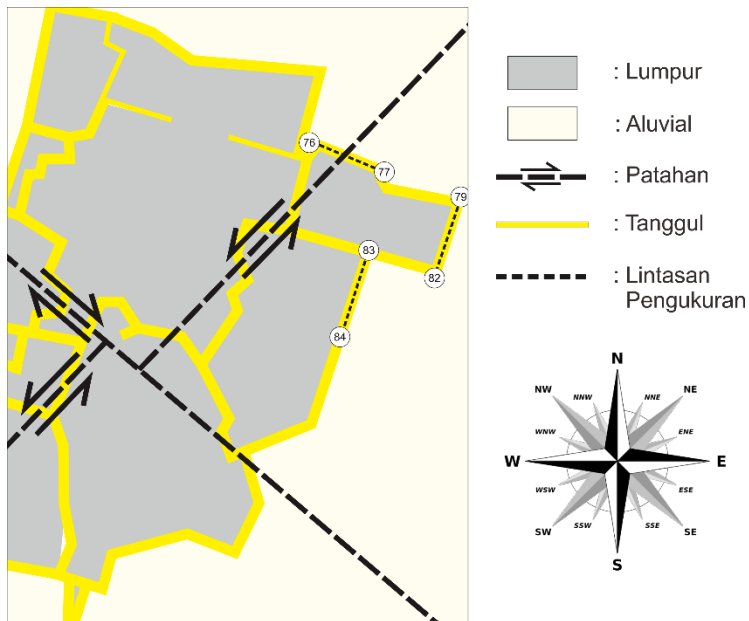 76
77
79
83
82
84
: Lumpur
: Aluvial
: Patahan
: Tanggul
: Lintasan
Pengukuran
N
NNW
NNE
NW
NE
WNW
ENE
W
E
WSW
ESE
SW
SSW
SSE
SE
S